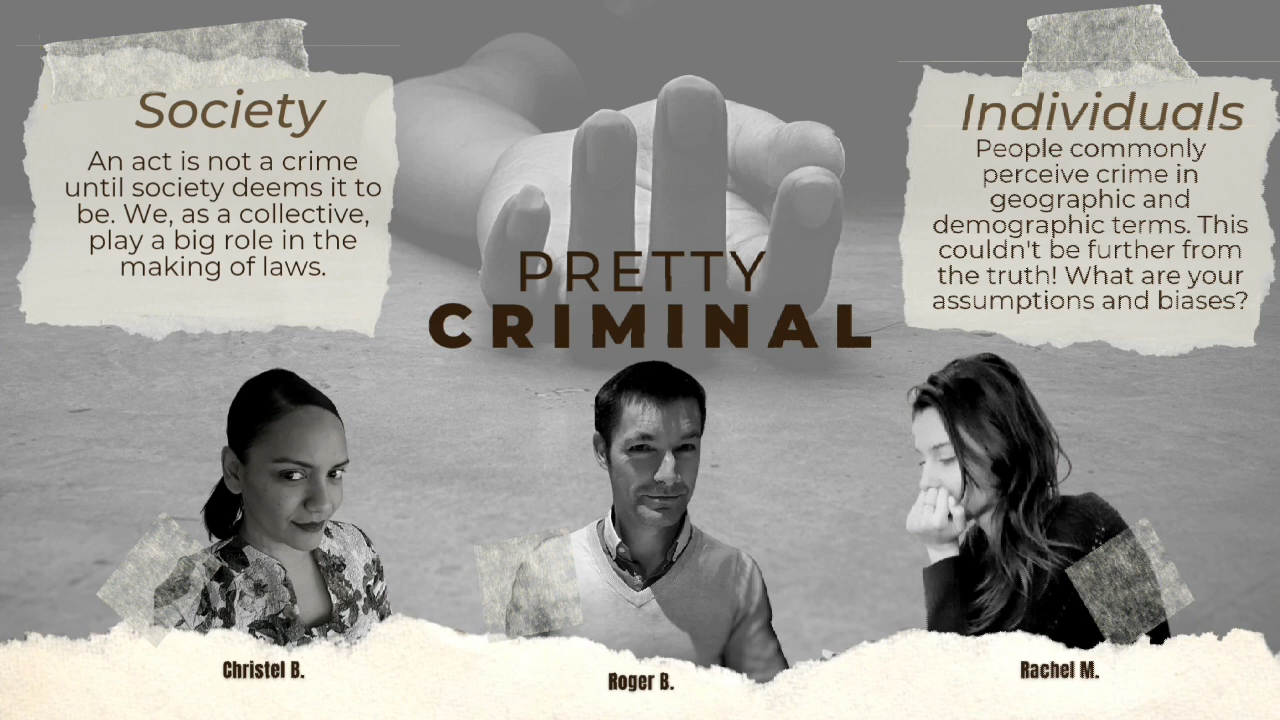 Society
An act is not a crime
until society deems it to
be. We, as a collective,
play a big role in the
making of laws.
PRETTY
CRIMINAL
Individuals
People commonly
perceive crime in
geographic and
demographic terms. This
couldn't be further from
the truth! What are your
assumptions and biases?
Christel B.
Roger B.
Rachel M.